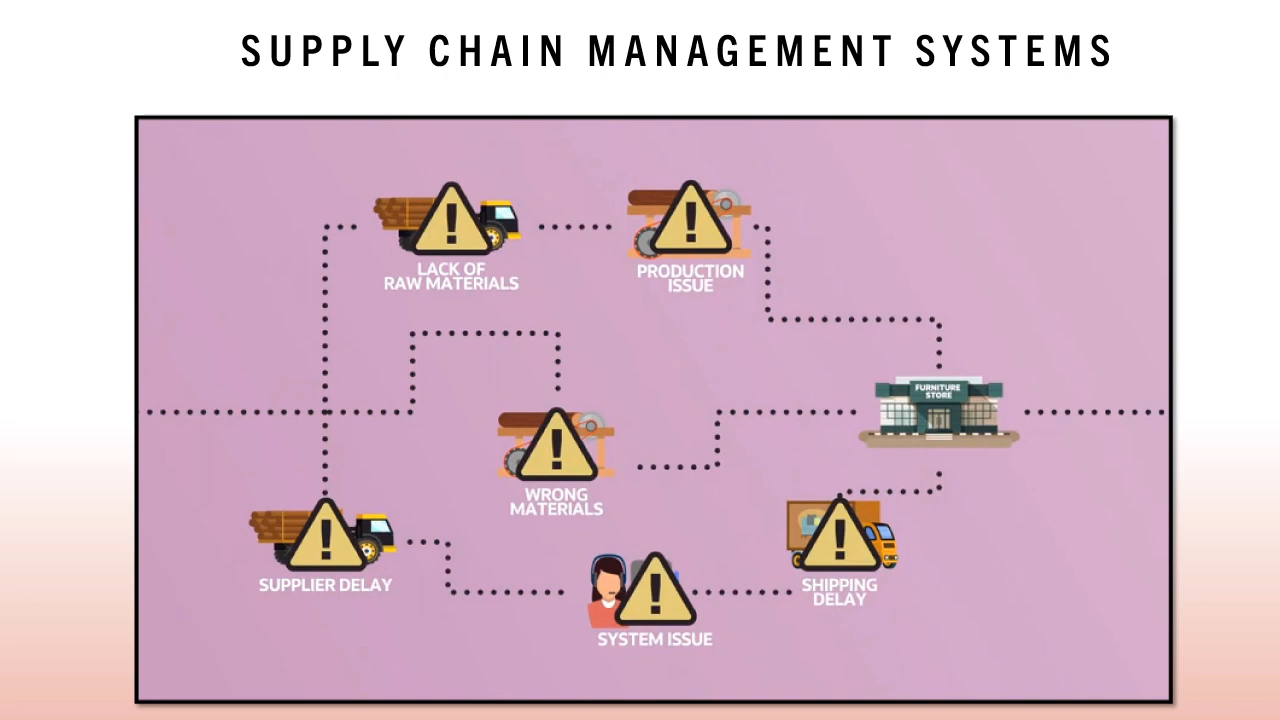 SUPPLY CHAIN MANAGEMENT SYSTEMS
LACK OF
RAW MATERIALS
PRODUCTION
ISSUE
FURNITURE
STORE
WRONG
MATERIALS
SUPPLIER DELAY
SHIPPING
DELAY
SYSTEM ISSUE